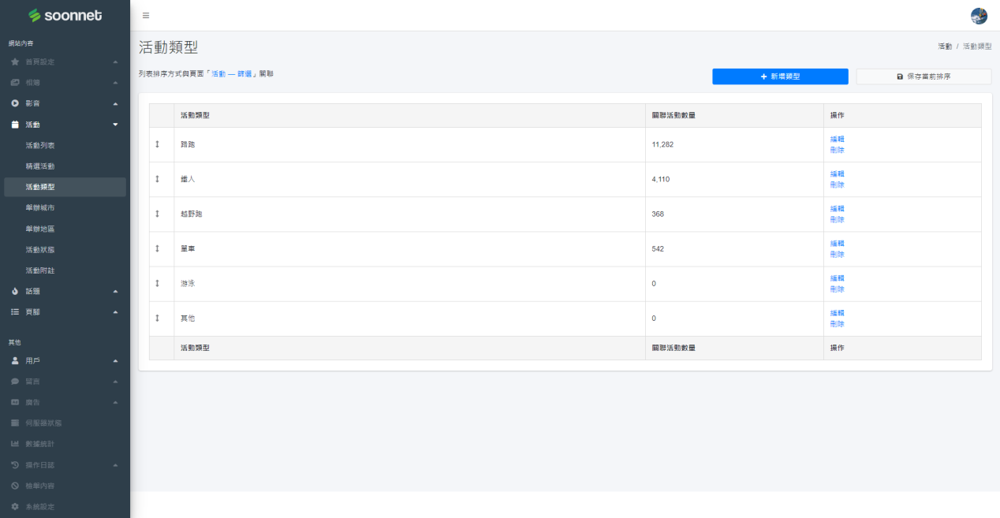 soonnet
網站內容
首頁設定
相簿
影音
活動
活動列表
精選活動
活動類型
舉辦城市
舉辦地區
活動狀態
活動附註
話題
頁腳
其他
用戶
留言
廣告
伺服器狀態
數據統計
操作日誌
檢舉內容
系統設定
活動類型
活動 / 活動類型
列表排序方式與頁面「活動 — 篩選」關聯
+ 新增類型
保存當前排序
活動類型 關聯活動數量 操作
路跑 11,282 編輯
刪除
鐵人 4,110 編輯
刪除
越野跑 368 編輯
刪除
單車 542 編輯
刪除
游泳 0 編輯
刪除
其他 0 編輯
刪除
活動類型 關聯活動數量 操作